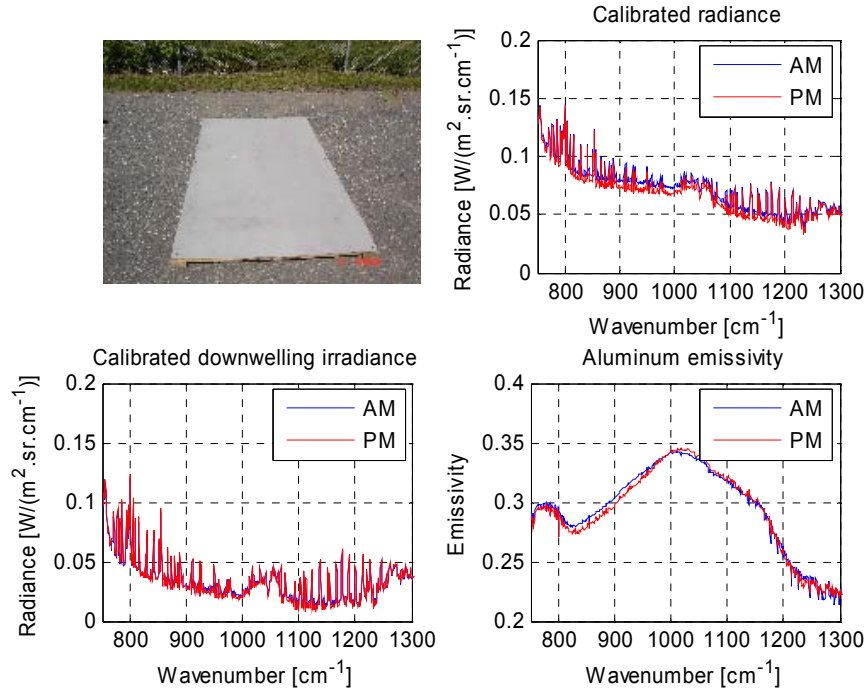 Calibrated radiance
0.2
0.15
0.1
0.05
0
Radiance [W/(m².sr.cm⁻¹)]
AM
PM
800 900 1000 1100 1200 1300
Wavenumber [cm⁻¹]
Calibrated downwelling irradiance
0.2
0.15
0.1
0.05
0
Radiance [W/(m².sr.cm⁻¹)]
AM
PM
800 900 1000 1100 1200 1300
Wavenumber [cm⁻¹]
Aluminum emissivity
0.4
0.35
0.3
0.25
0.2
Emissivity
AM
PM
800 900 1000 1100 1200 1300
Wavenumber [cm⁻¹]